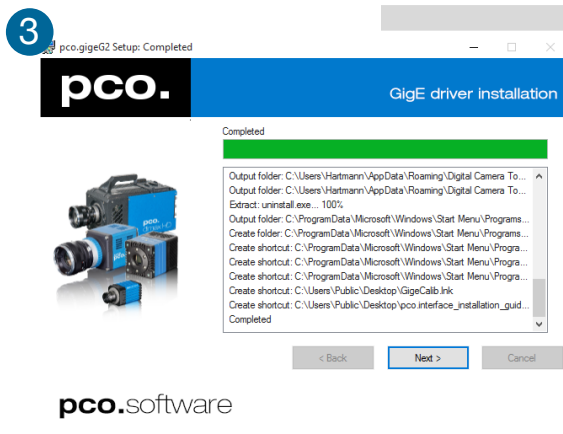 3
pco.gigeG2 Setup: Completed
pco.
GigE driver installation
Completed
Output folder: C:\Users\Hartmann\AppData\Roaming\Digital Camera To...
Output folder: C:\Users\Hartmann\AppData\Roaming\Digital Camera To...
Extract: uninstall.exe... 100%
Output folder: C:\ProgramData\Microsoft\Windows\Start Menu\Programs...
Create folder: C:\ProgramData\Microsoft\Windows\Start Menu\Programs...
Create shortcut: C:\ProgramData\Microsoft\Windows\Start Menu\Progra...
Create shortcut: C:\ProgramData\Microsoft\Windows\Start Menu\Progra...
Create shortcut: C:\ProgramData\Microsoft\Windows\Start Menu\Progra...
Create shortcut: C:\Users\Public\Desktop\GigeCalib.lnk
Create shortcut: C:\Users\Public\Desktop\pco.interface_installation_guid...
Completed
pco.
pco.
< Back
Next >
Cancel
pco.software